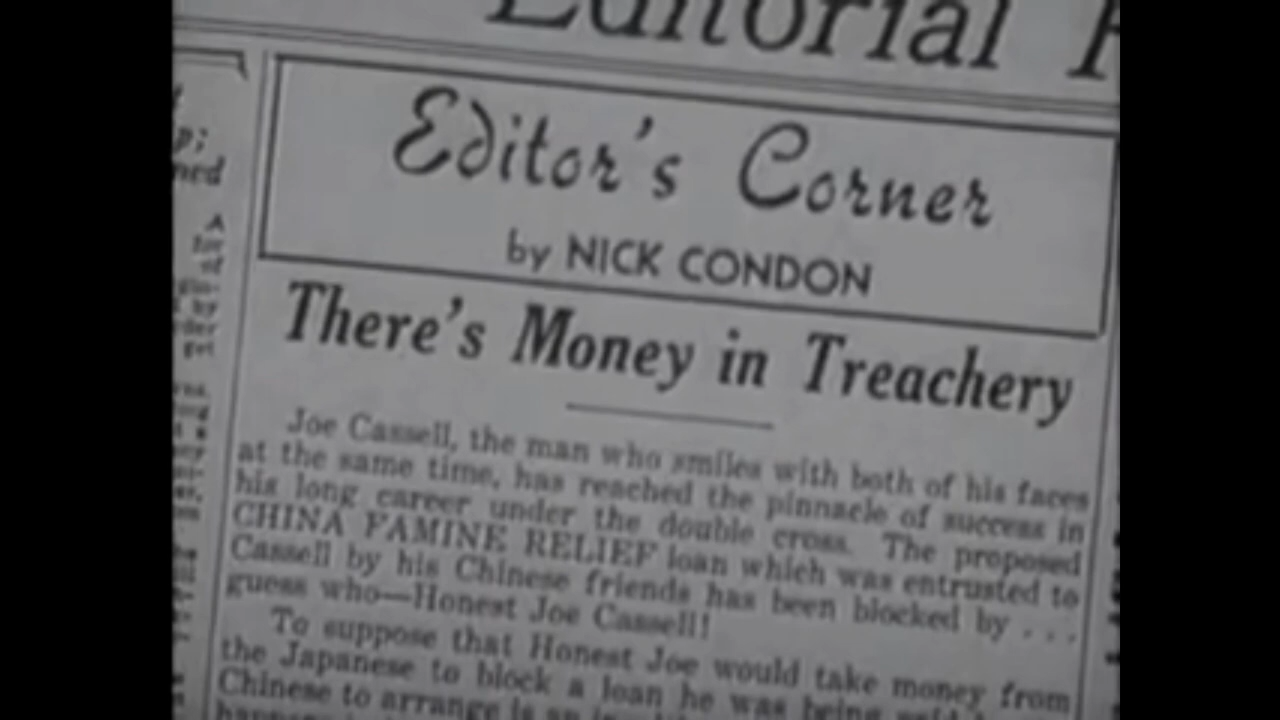 Editorial
Editor's Corner
by NICK CONDON
There's Money in Treachery
Joe Cassell, the man who smiles with both of his faces
at the same time, has reached the pinnacle of success in
his long career under the double cross. The proposed
CHINA FAMINE RELIEF loan which was entrusted to
Cassell by his Chinese friends has been blocked by . . .
guess who—Honest Joe Cassell!
To suppose that Honest Joe would take money from
the Japanese to block a loan he was being
Chinese to arrange is